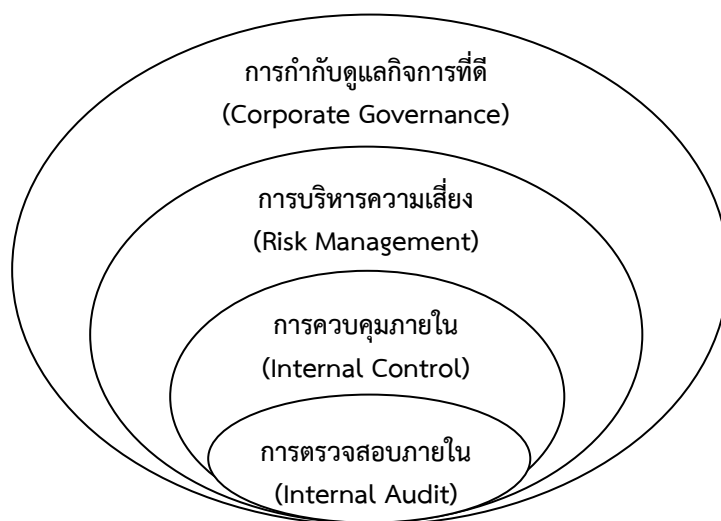 การกำกับดูแลกิจการที่ดี
(Corporate Governance)
การบริหารความเสี่ยง
(Risk Management)
การควบคุมภายใน
(Internal Control)
การตรวจสอบภายใน
(Internal Audit)